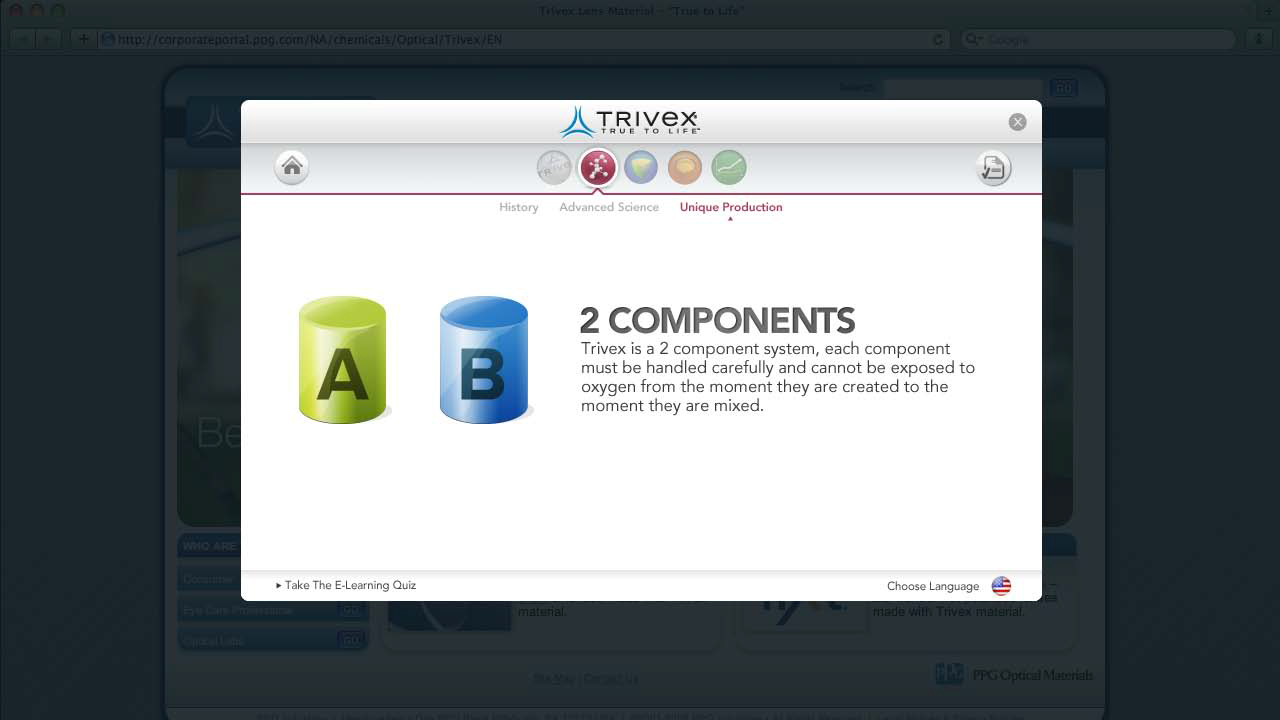 Trivex Lens Material – "True to Life"
http://corporateportal.ppg.com/NA/chemicals/Optical/Trivex/EN
Google
Search
GO
TRIVEX
TRUE TO LIFE™
History Advanced Science Unique Production
A B
2 COMPONENTS
Trivex is a 2 component system, each component
must be handled carefully and cannot be exposed to
oxygen from the moment they are created to the
moment they are mixed.
Be
WHO ARE
Consumer
Eye Care Professional GO
Optical Labs GO
Take The E-Learning Quiz
Choose Language
material.
made with Trivex material.
Site Map | Contact Us
PPG PPG Optical Materials